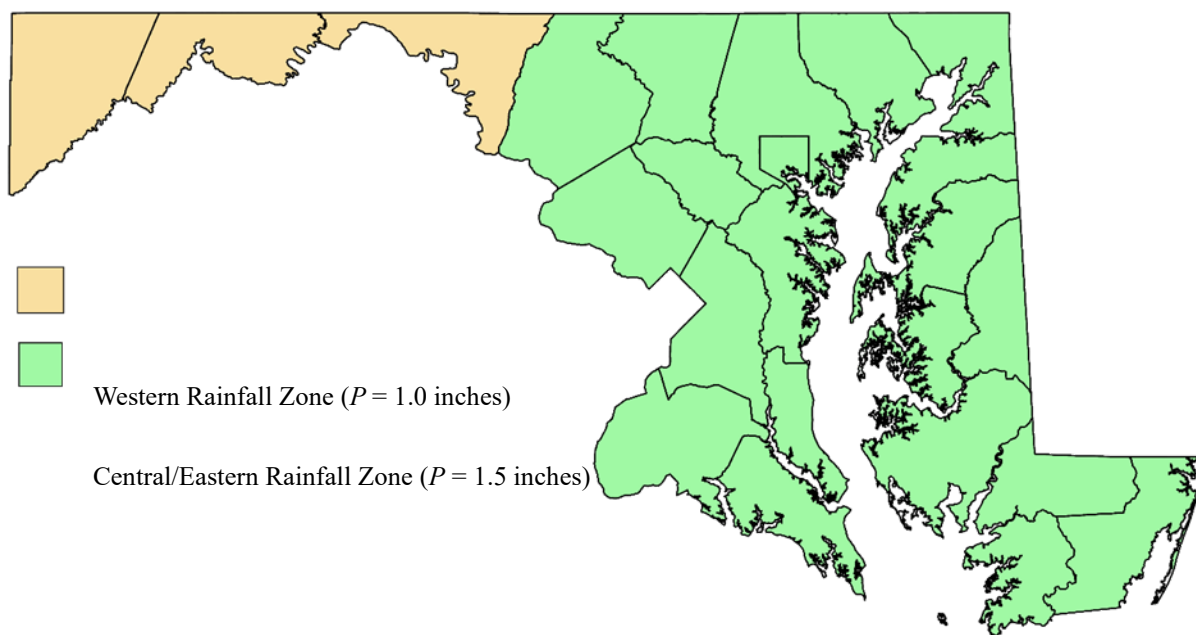 Western Rainfall Zone (P = 1.0 inches)
Central/Eastern Rainfall Zone (P = 1.5 inches)